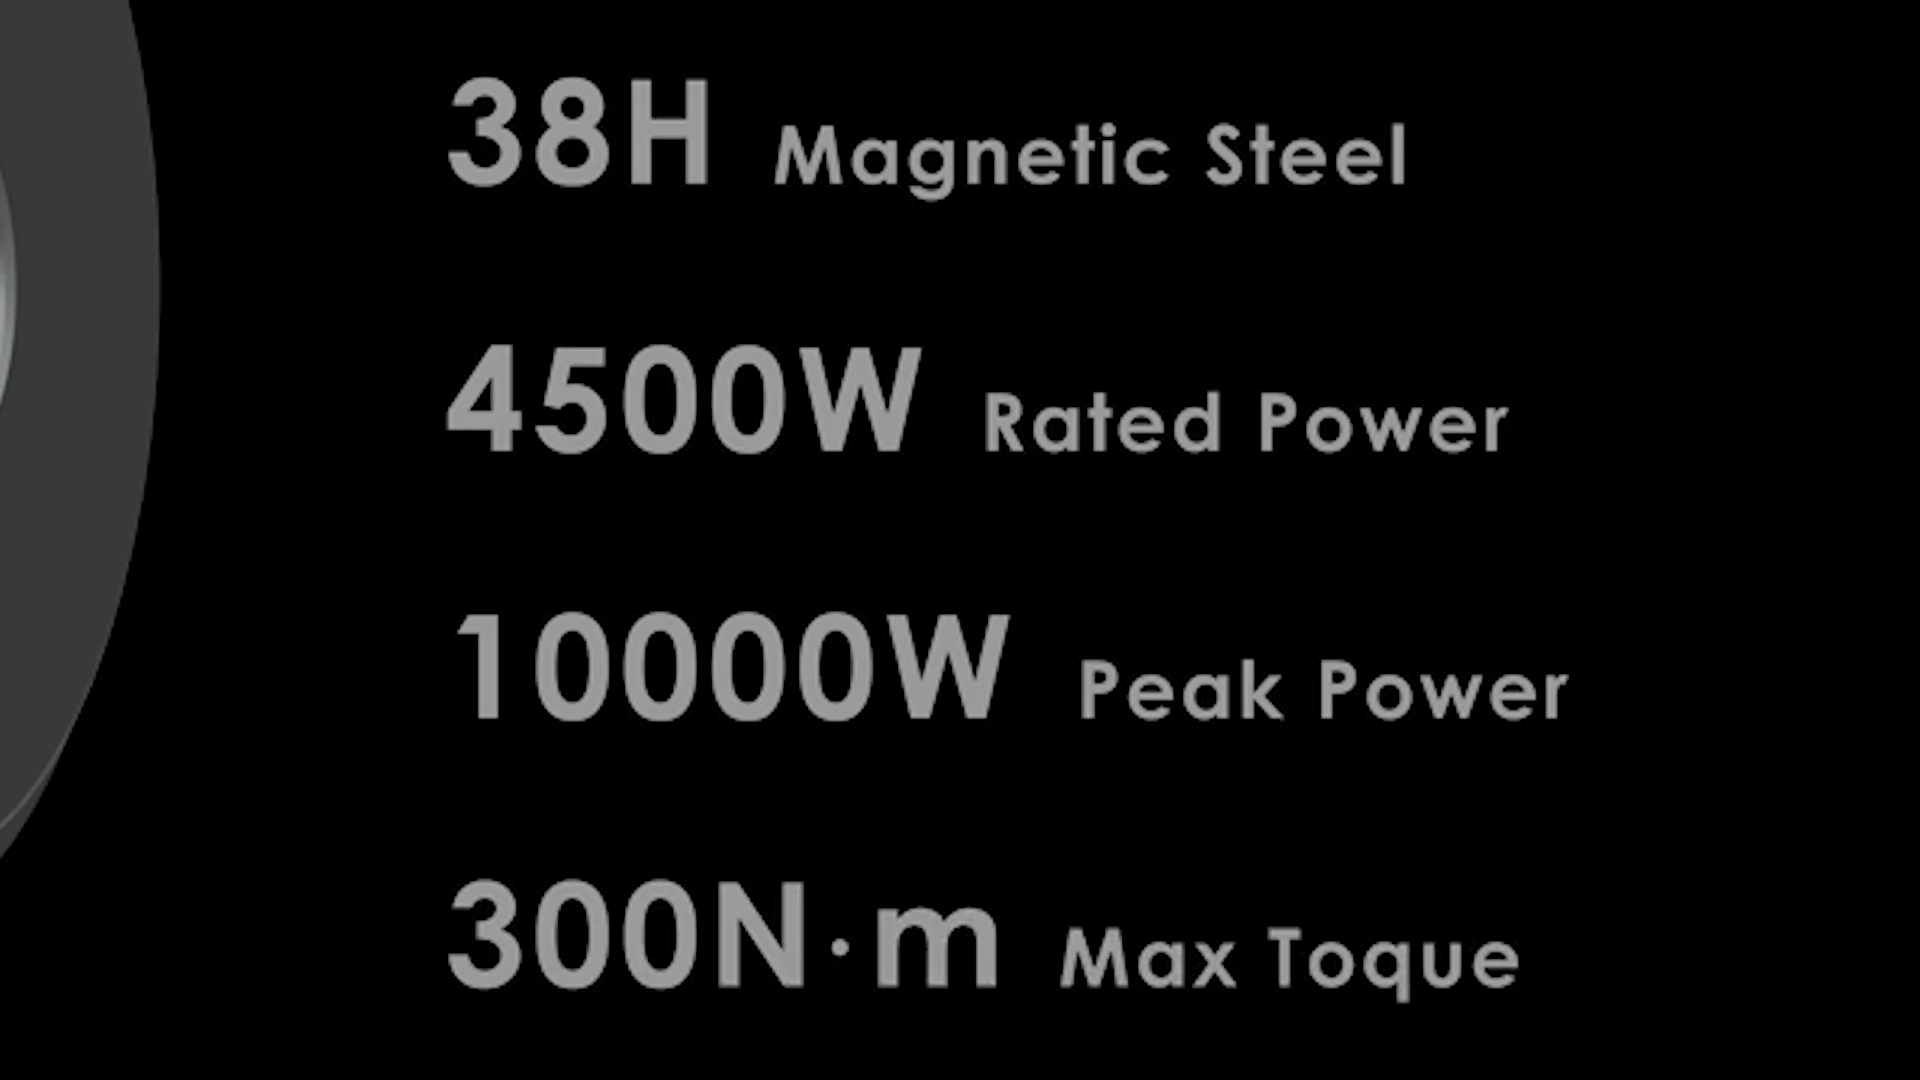 38H Magnetic Steel
4500W Rated Power
10000W Peak Power
300N·m Max Toque